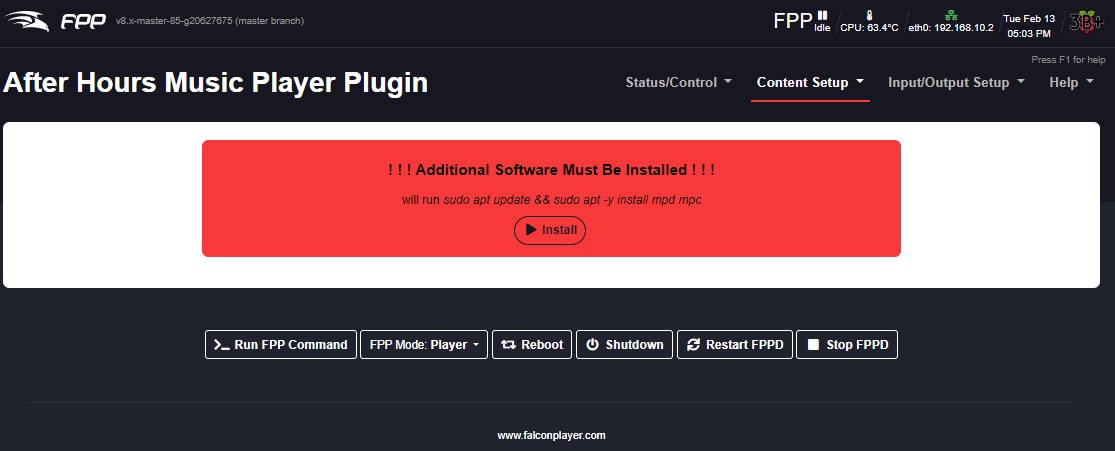 FPP v8.x-master-85-g20627675 (master branch)
FPP Idle CPU: 63.4°C eth0: 192.168.10.2 Tue Feb 13 05:03 PM 3B+
Press F1 for help
After Hours Music Player Plugin
Status/Control Content Setup Input/Output Setup Help
! ! ! Additional Software Must Be Installed ! ! !
will run sudo apt update && sudo apt -y install mpd mpc
Install
Run FPP Command FPP Mode: Player Reboot Shutdown Restart FPPD Stop FPPD
www.falconplayer.com